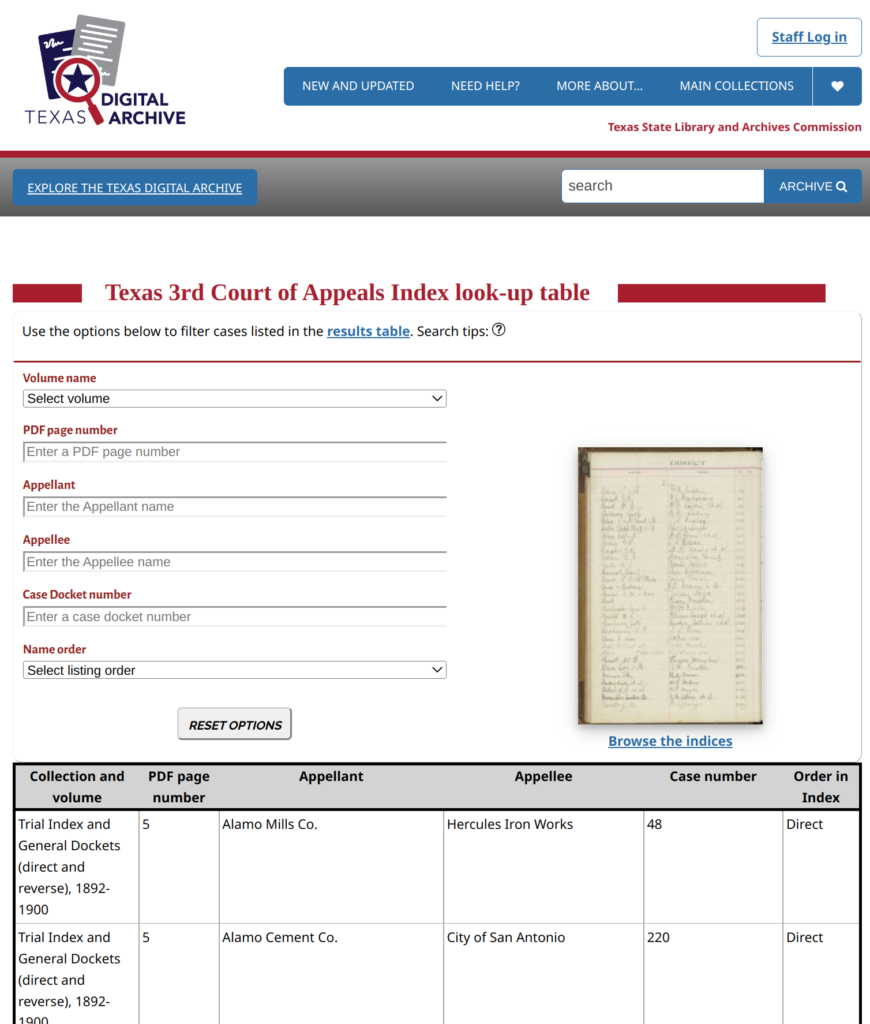 TEXAS DIGITAL ARCHIVE
Staff Log in
NEW AND UPDATED NEED HELP? MORE ABOUT... MAIN COLLECTIONS
Texas State Library and Archives Commission
EXPLORE THE TEXAS DIGITAL ARCHIVE
search
ARCHIVE
Texas 3rd Court of Appeals Index look-up table
Use the options below to filter cases listed in the results table. Search tips:
Volume name
Select volume
PDF page number
Enter a PDF page number
Appellant
Enter the Appellant name
Appellee
Enter the Appellee name
Case Docket number
Enter a case docket number
Name order
Select listing order
RESET OPTIONS
DIRECT
Browse the indices
Collection and volume PDF page number Appellant Appellee Case number Order in Index
Trial Index and General Dockets (direct and reverse), 1892-1900 5 Alamo Mills Co. Hercules Iron Works 48 Direct
Trial Index and General Dockets (direct and reverse), 1892-1900 5 Alamo Cement Co. City of San Antonio 220 Direct